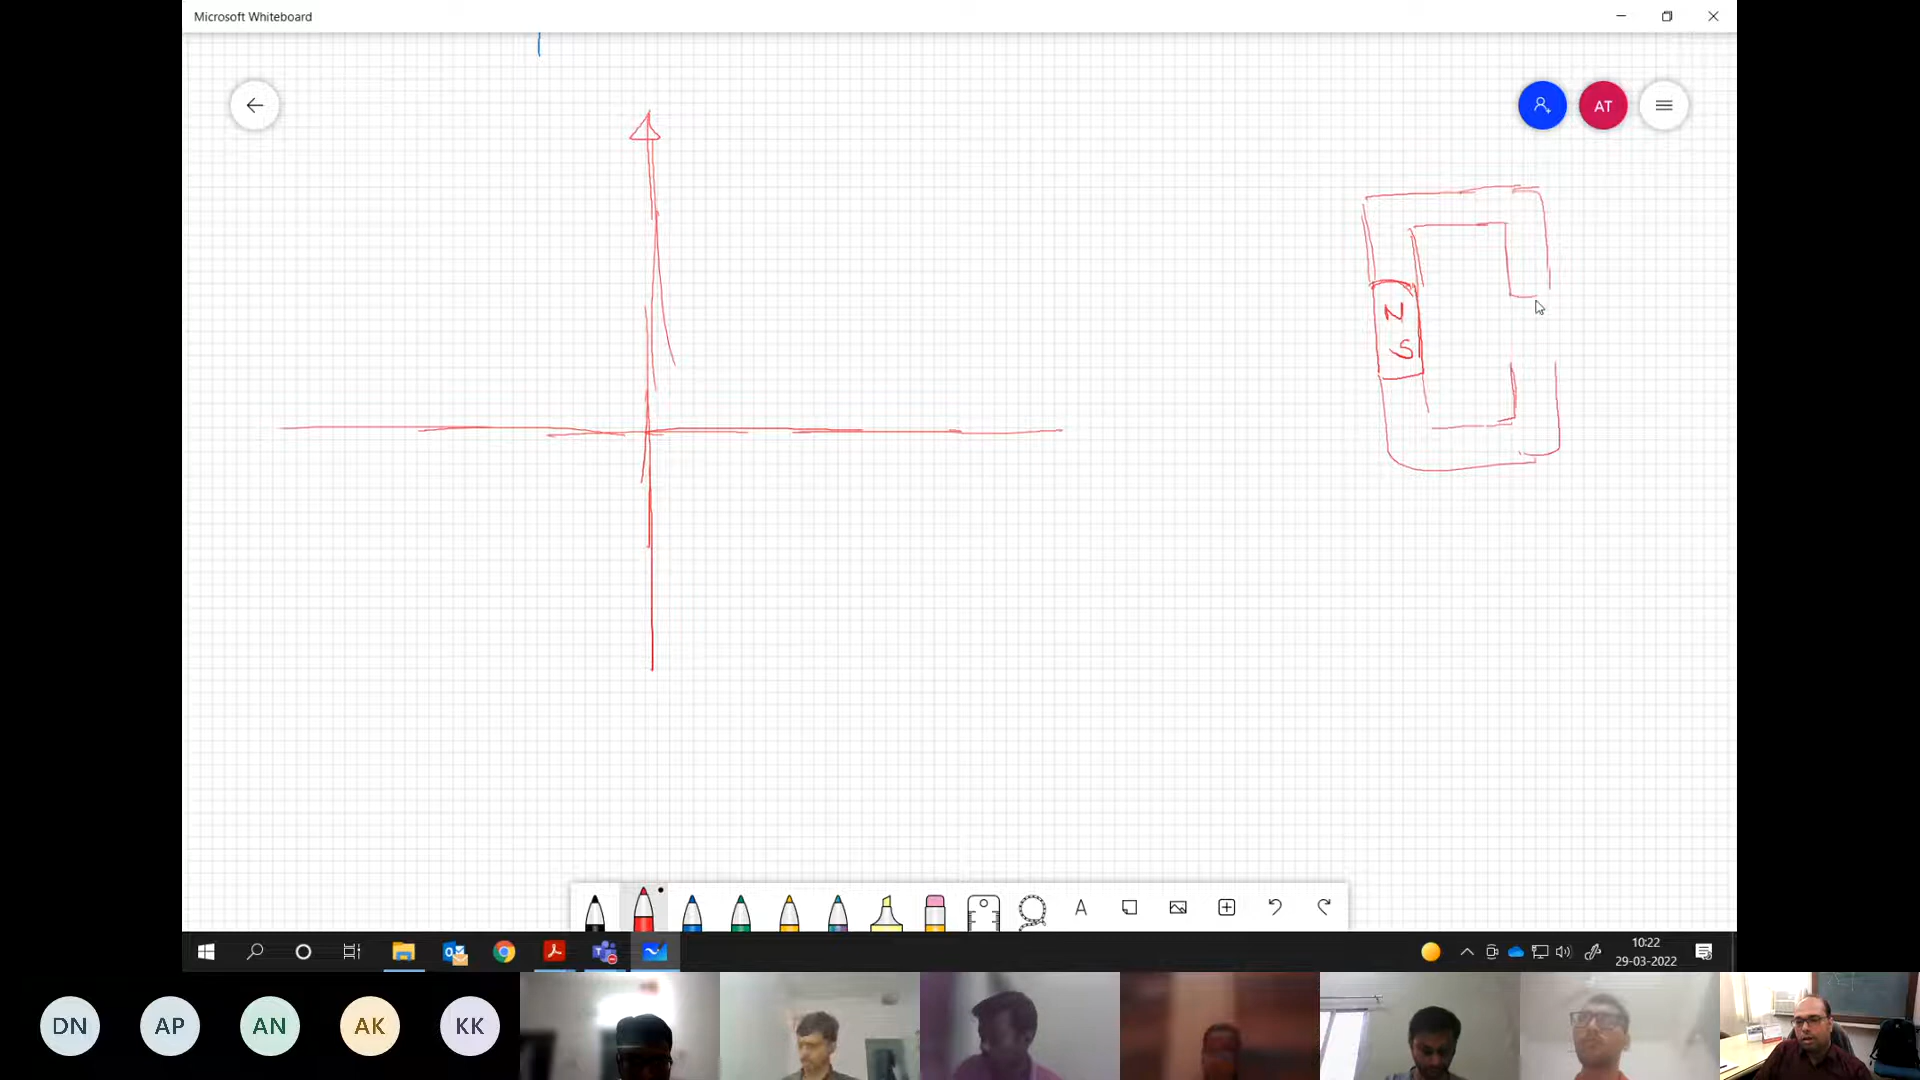 Microsoft Whiteboard
AT
N
S
A
10:22
29-03-2022
DN
AP
AN
AK
KK